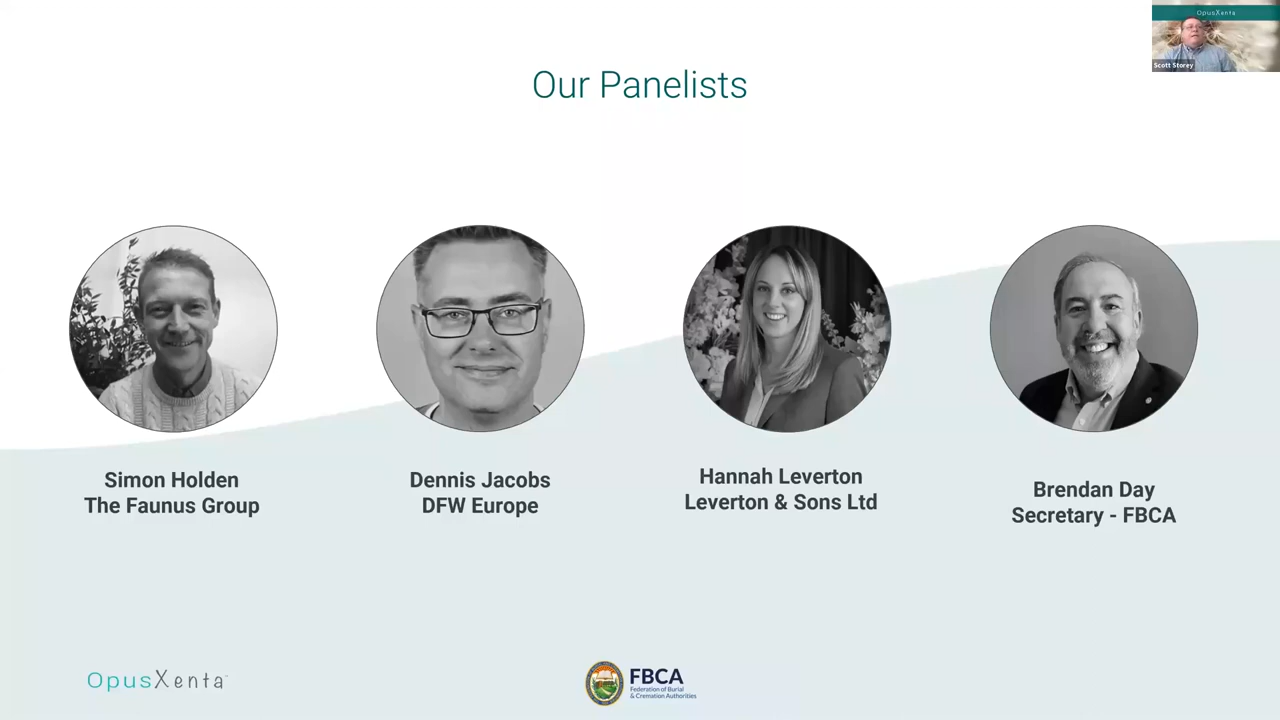 OpusXenta
Scott Storey
Our Panelists
Simon Holden
The Faunus Group
Dennis Jacobs
DFW Europe
Hannah Leverton
Leverton & Sons Ltd
Brendan Day
Secretary - FBCA
OpusXenta
FBCA
Federation of Burial
& Cremation Authorities